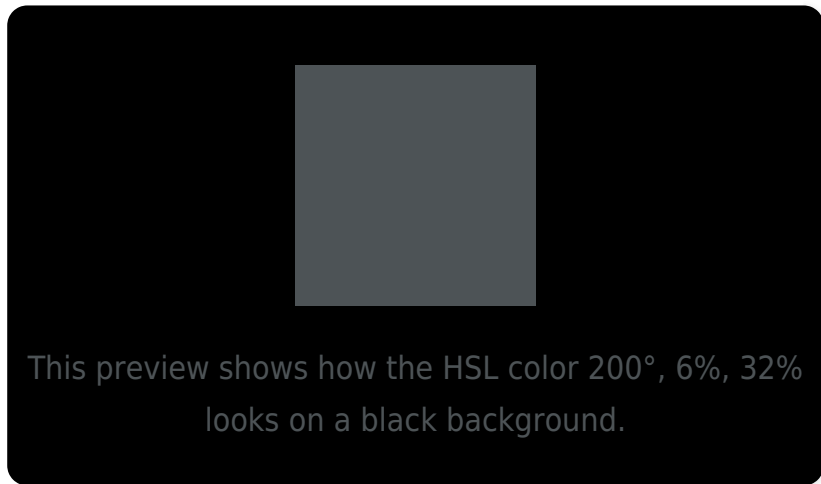 This preview shows how the HSL color 200°, 6%, 32%
looks on a black background.